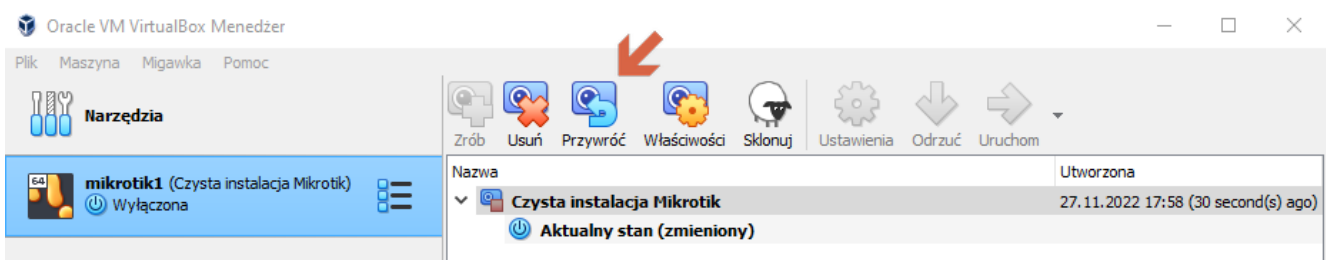 Oracle VM VirtualBox Menedżer
Plik Maszyna Migawka Pomoc
Narzędzia
Zrób Usuń Przywróć Właściwości Sklonuj Ustawienia Odrzuć Uruchom
Nazwa Utworzona
64
mikrotik1 (Czysta instalacja Mikrotik)
Wyłączona
Czysta instalacja Mikrotik 27.11.2022 17:58 (30 second(s) ago)
Aktualny stan (zmieniony)